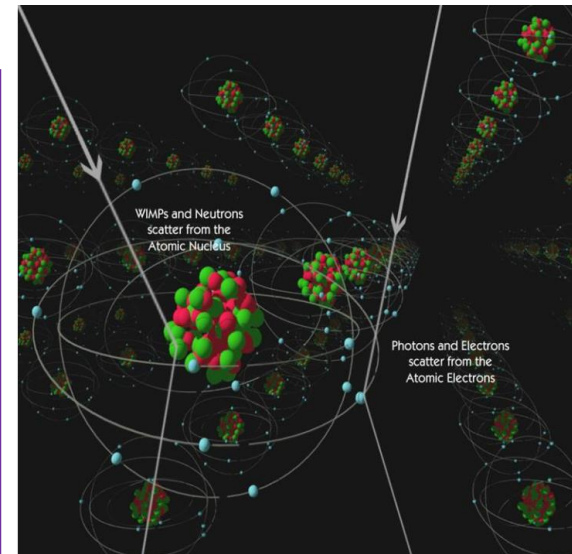 WIMPs and Neutrons
scatter from the
Atomic Nucleus
Photons and Electrons
scatter from the
Atomic Electrons